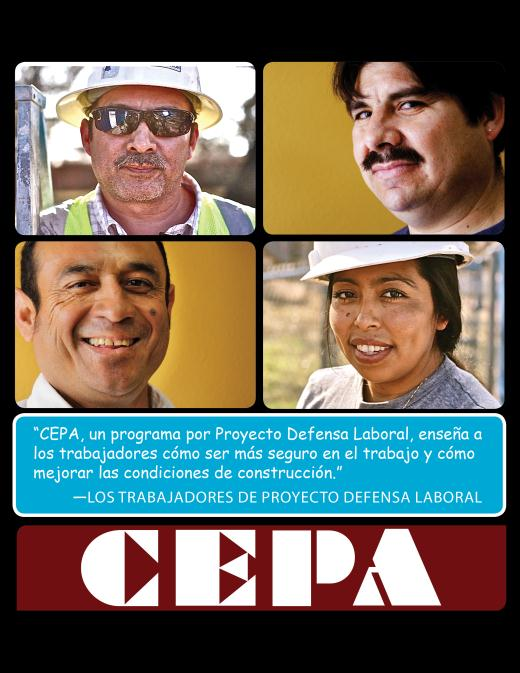 “CEPA, un programa por Proyecto Defensa Laboral, enseña a
los trabajadores cómo ser más seguro en el trabajo y cómo
mejorar las condiciones de construcción.”
—LOS TRABAJADORES DE PROYECTO DEFENSA LABORAL
CEPA